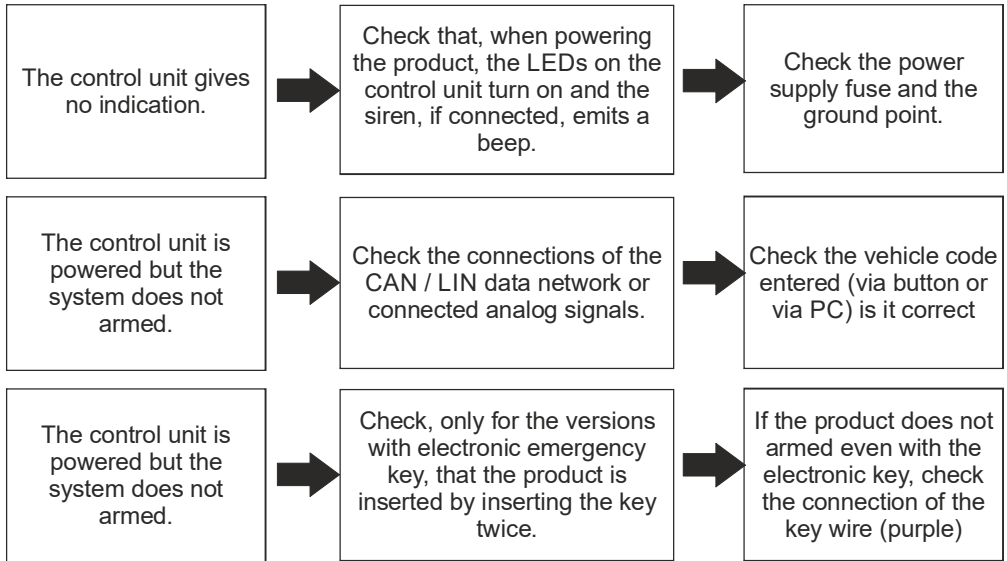 The control unit gives
no indication.
Check that, when powering
the product, the LEDs on the
control unit turn on and the
siren, if connected, emits a
beep.
Check the power
supply fuse and the
ground point.
The control unit is
powered but the
system does not
armed.
Check the connections of the
CAN / LIN data network or
connected analog signals.
Check the vehicle code
entered (via button or
via PC) is it correct
The control unit is
powered but the
system does not
armed.
Check, only for the versions
with electronic emergency
key, that the product is
inserted by inserting the key
twice.
If the product does not
armed even with the
electronic key, check
the connection of the
key wire (purple)